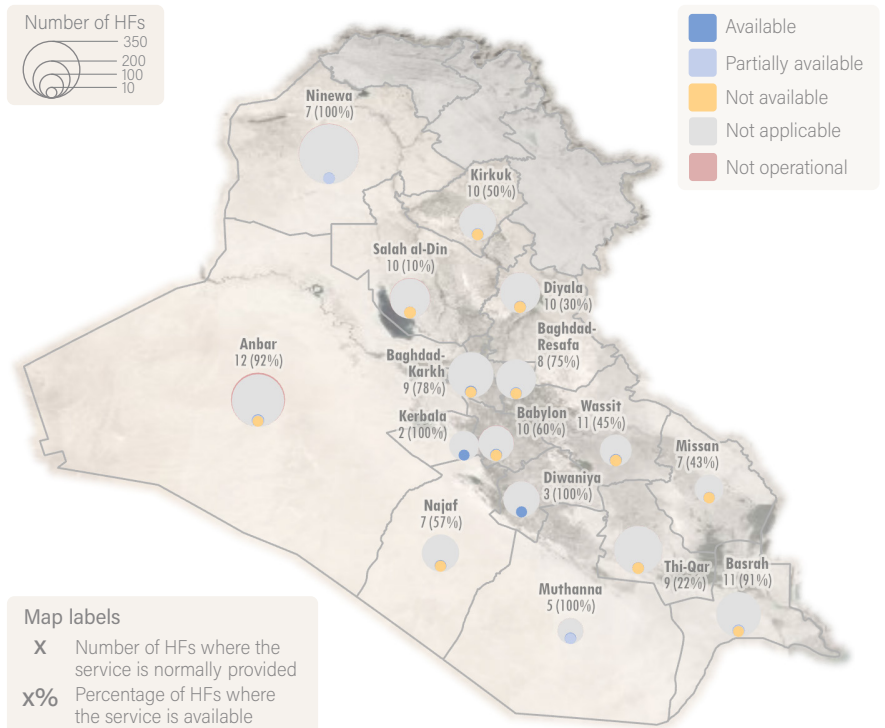 Number of HFs
350
200
100
10
Available
Partially available
Not available
Not applicable
Not operational
Ninewa
7 (100%)
Kirkuk
10 (50%)
Salah al-Din
10 (10%)
Diyala
10 (30%)
Baghdad-
Resafa
8 (75%)
Anbar
12 (92%)
Baghdad-
Karkh
9 (78%)
Kerbala
2 (100%)
Babylon
10 (60%)
Wassit
11 (45%)
Missan
7 (43%)
Diwaniya
3 (100%)
Najaf
7 (57%)
Thi-Qar
9 (22%)
Basrah
11 (91%)
Muthanna
5 (100%)
Map labels
x Number of HFs where the
service is normally provided
x% Percentage of HFs where
the service is available